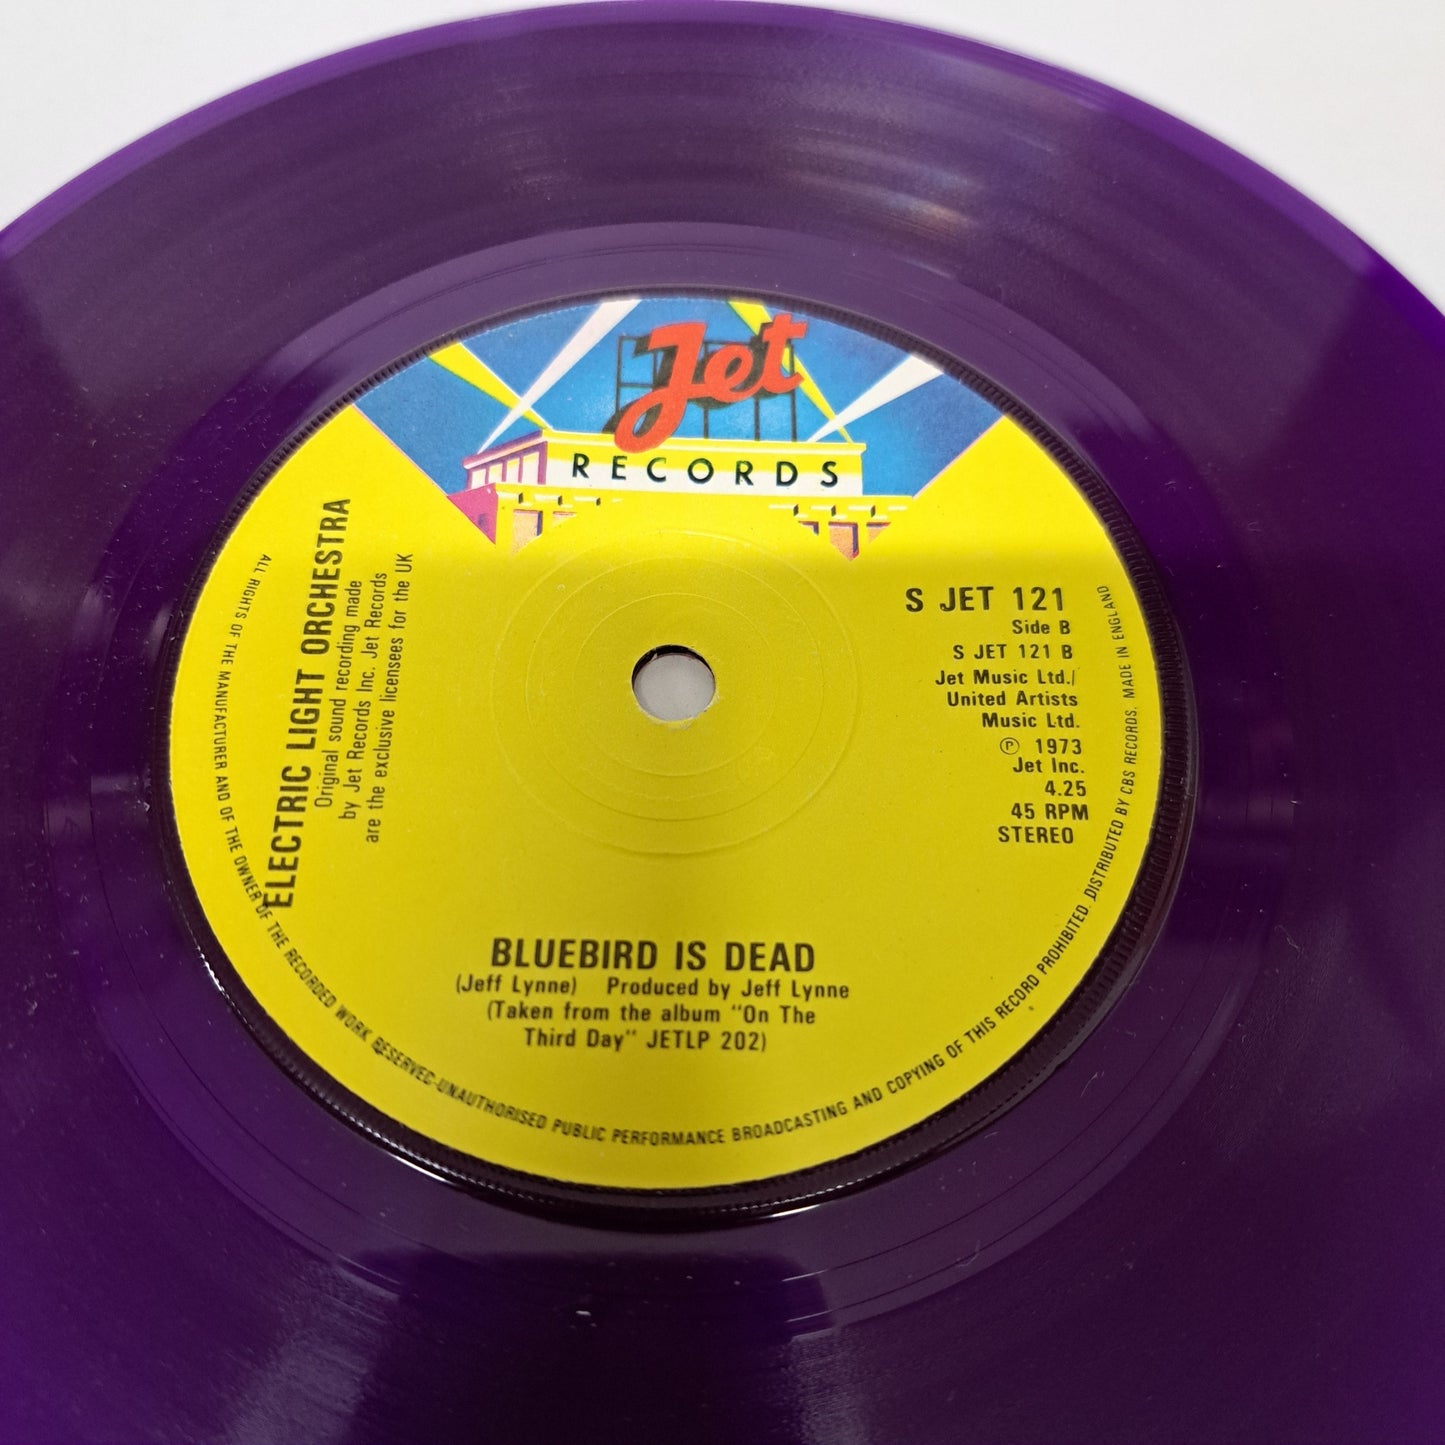 Jet
RECORDS
ELECTRIC LIGHT ORCHESTRA
Original sound recording made
by Jet Records Inc. Jet Records
are the exclusive licensees for the UK
S JET 121
Side B
S JET 121 B
Jet Music Ltd./
United Artists
Music Ltd.
℗ 1973
Jet Inc.
4.25
45 RPM
STEREO
BLUEBIRD IS DEAD
(Jeff Lynne) Produced by Jeff Lynne
(Taken from the album "On The
Third Day" JETLP 202)
ALL RIGHTS OF THE MANUFACTURER AND OF THE OWNER OF THE RECORDED WORK RESERVED-UNAUTHORISED PUBLIC PERFORMANCE BROADCASTING AND COPYING OF THIS RECORD PROHIBITED. DISTRIBUTED BY CBS RECORDS. MADE IN ENGLAND